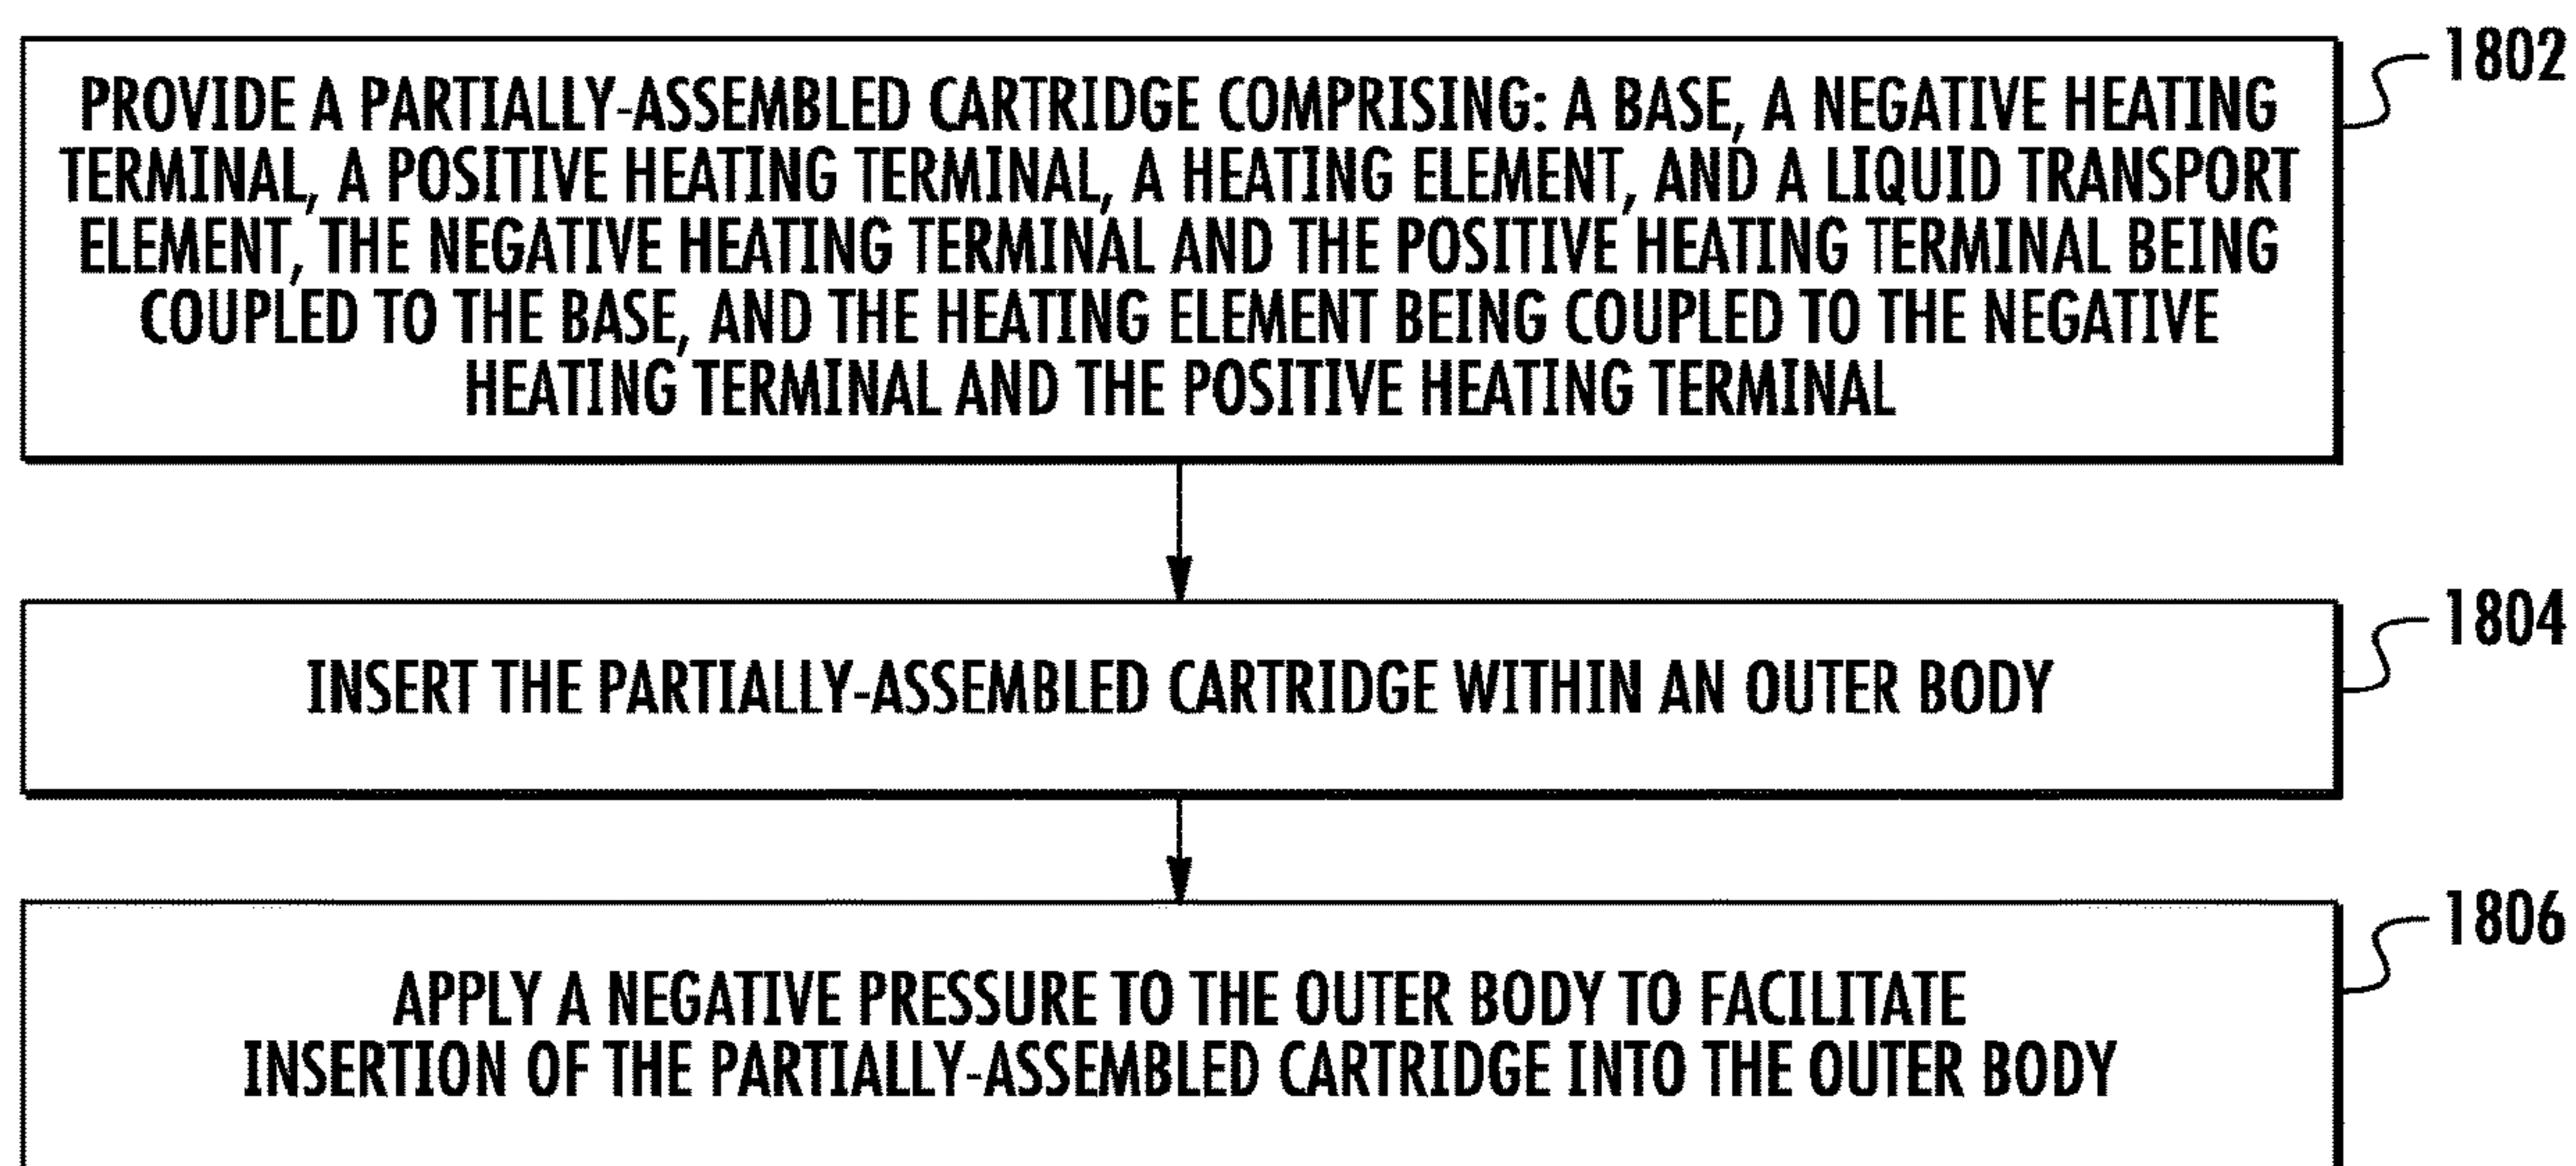 1802
PROVIDE A PARTIALLY-ASSEMBLED CARTRIDGE COMPRISING: A BASE, A NEGATIVE HEATING
TERMINAL, A POSITIVE HEATING TERMINAL, A HEATING ELEMENT, AND A LIQUID TRANSPORT
ELEMENT, THE NEGATIVE HEATING TERMINAL AND THE POSITIVE HEATING TERMINAL BEING
COUPLED TO THE BASE, AND THE HEATING ELEMENT BEING COUPLED TO THE NEGATIVE
HEATING TERMINAL AND THE POSITIVE HEATING TERMINAL
1804
INSERT THE PARTIALLY-ASSEMBLED CARTRIDGE WITHIN AN OUTER BODY
1806
APPLY A NEGATIVE PRESSURE TO THE OUTER BODY TO FACILITATE
INSERTION OF THE PARTIALLY-ASSEMBLED CARTRIDGE INTO THE OUTER BODY